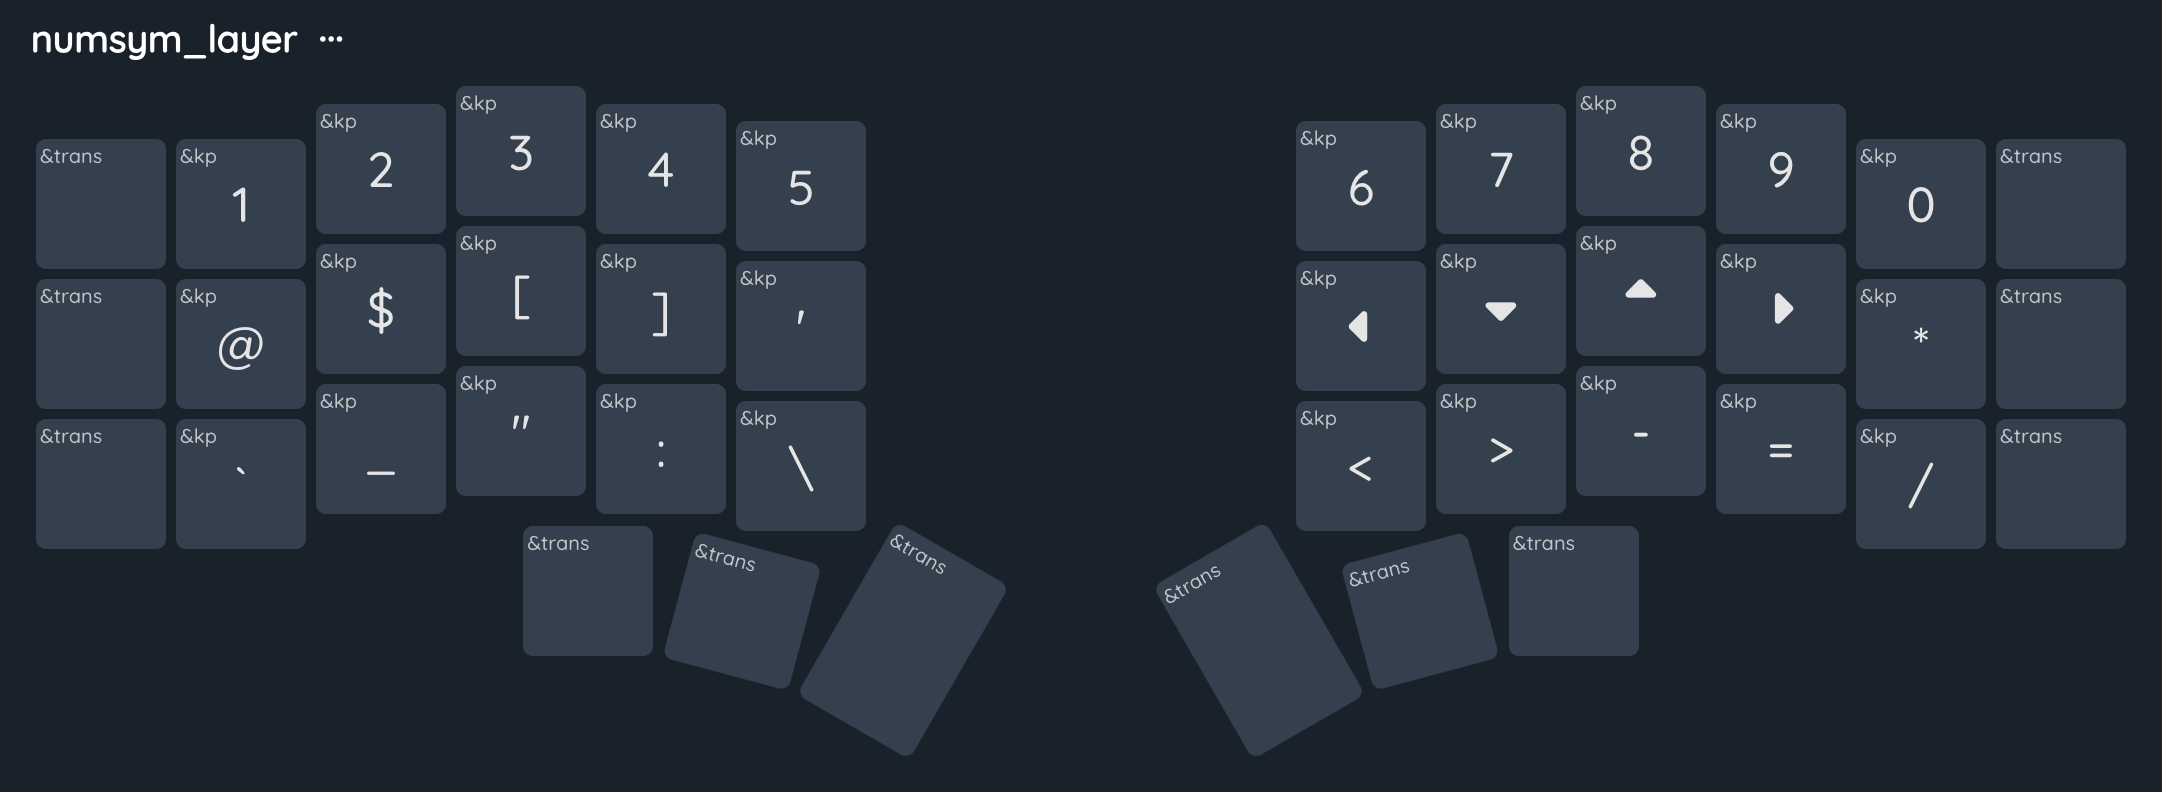 numsym_layer ···
&trans &kp 1 &kp 2 &kp 3 &kp 4 &kp 5 &kp 6 &kp 7 &kp 8 &kp 9 &kp 0 &trans
&trans &kp @ &kp $ &kp [ &kp ] &kp ' &kp ◀ &kp ▼ &kp ▲ &kp ▶ &kp * &trans
&trans &kp ` &kp _ &kp " &kp : &kp \ &kp < &kp > &kp - &kp = &kp / &trans
&trans &trans &trans &trans &trans &trans